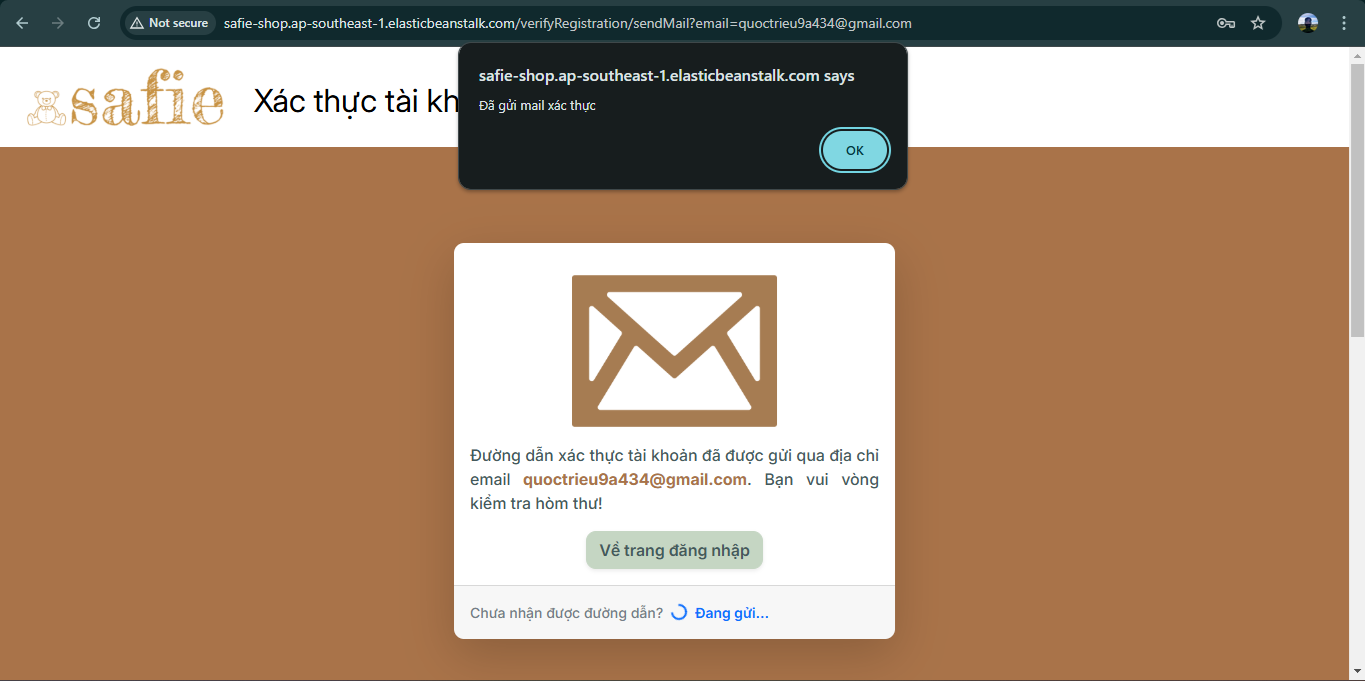 Not secure
safie-shop.ap-southeast-1.elasticbeanstalk.com/verifyRegistration/sendMail?email=quoctrieu9a434@gmail.com
safie-shop.ap-southeast-1.elasticbeanstalk.com says
Đã gửi mail xác thực
OK
safie
Xác thực tài kh
Đường dẫn xác thực tài khoản đã được gửi qua địa chỉ
email quoctrieu9a434@gmail.com. Bạn vui vòng
kiểm tra hòm thư!
Về trang đăng nhập
Chưa nhận được đường dẫn? Đang gửi...